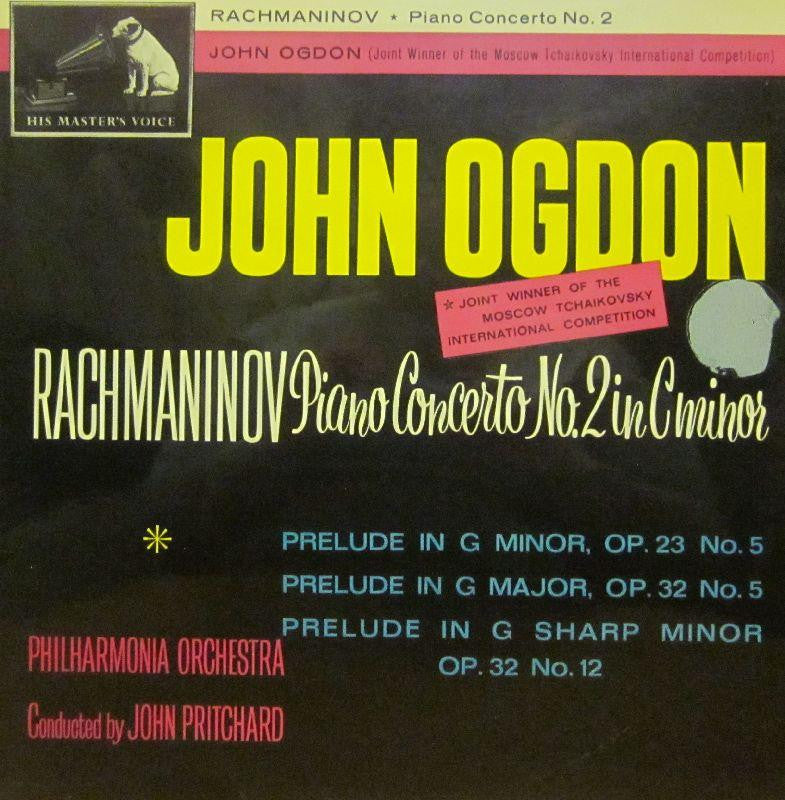 RACHMANINOV ★ Piano Concerto No. 2
JOHN OGDON (Joint Winner of the Moscow Tchaikovsky International Competition)
HIS MASTER'S VOICE
JOHN OGDON
☆ JOINT WINNER OF THE
MOSCOW TCHAIKOVSKY
INTERNATIONAL COMPETITION
RACHMANINOV Piano Concerto No. 2 in C minor
* PRELUDE IN G MINOR, OP. 23 No. 5
PRELUDE IN G MAJOR, OP. 32 No. 5
PRELUDE IN G SHARP MINOR
OP. 32 No. 12
PHILHARMONIA ORCHESTRA
Conducted by JOHN PRITCHARD